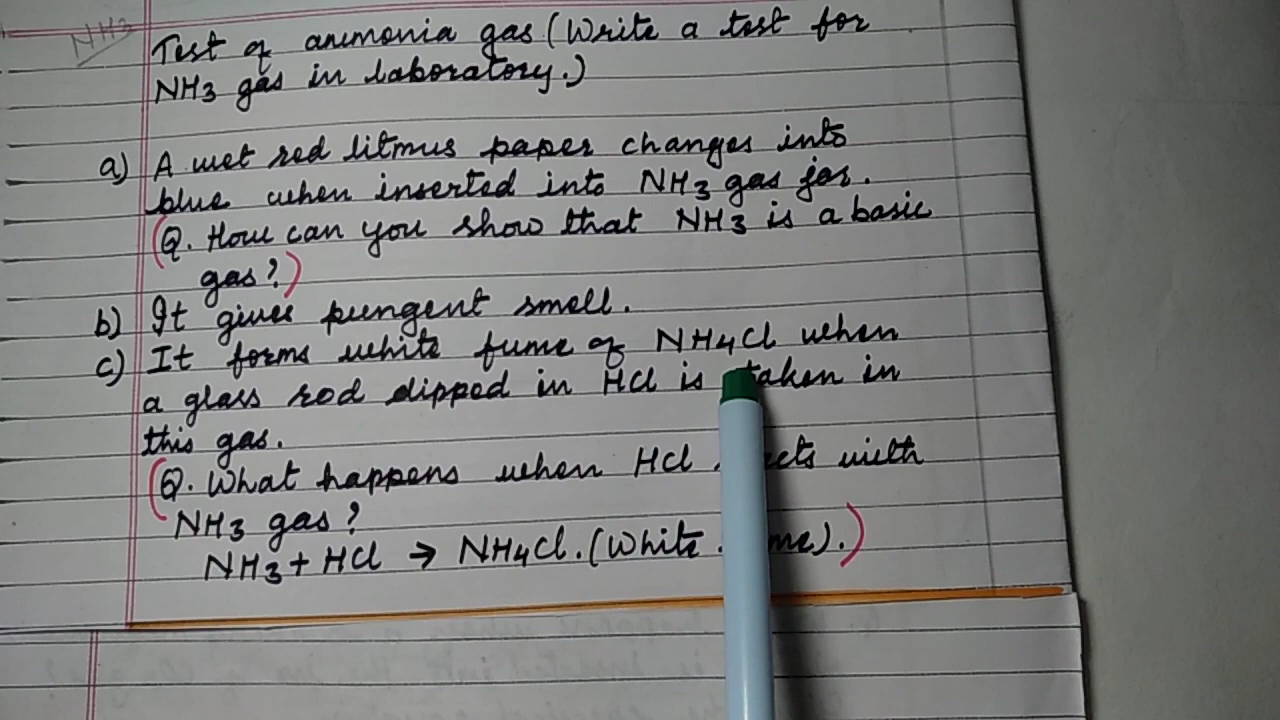 NH3
Test of ammonia gas (Write a test for
NH3 gas in laboratory.)
a) A wet red litmus paper changes into
blue when inserted into NH3 gas jar.
(Q. How can you show that NH3 is a basic
gas?)
b) It gives pungent smell.
c) It forms white fume of NH4Cl when
a glass rod dipped in HCl is taken in
this gas.
(Q. What happens when HCl with
NH3 gas?
NH3 + HCl → NH4Cl. (White me).)